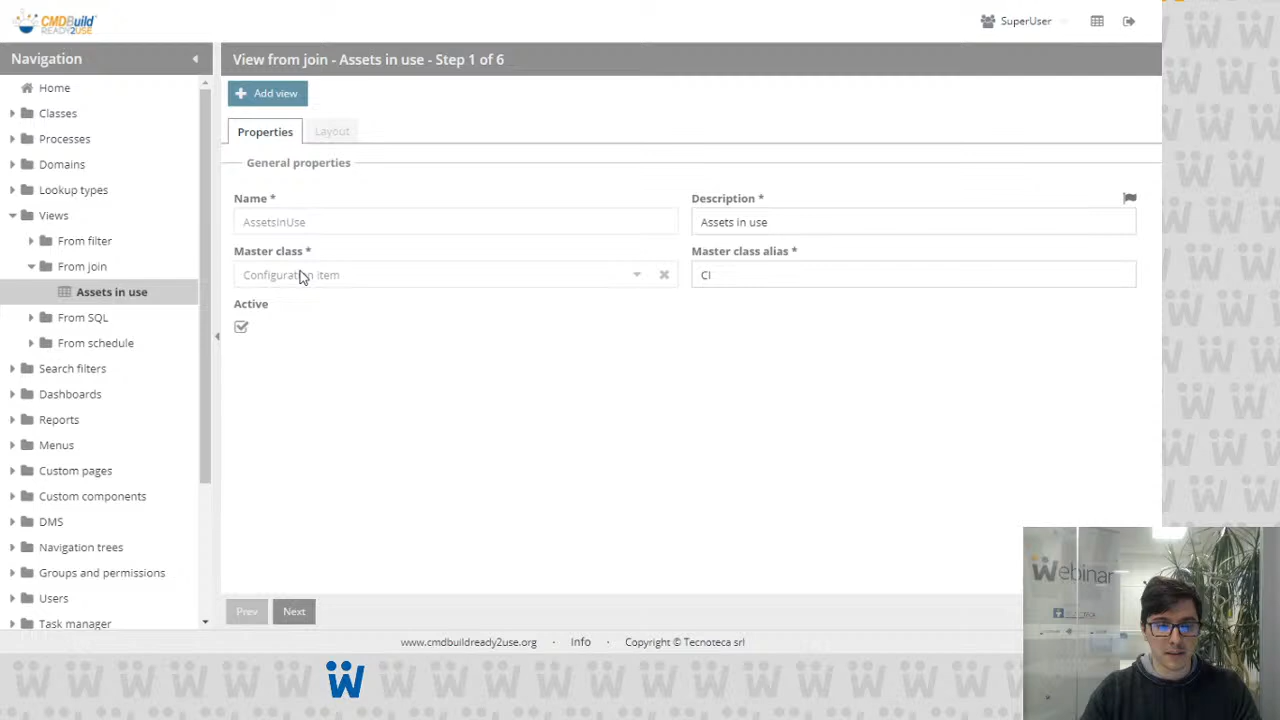 CMDBuild
READY2USE
SuperUser
Navigation
View from join - Assets in use - Step 1 of 6
Home
Classes
Processes
Domains
Lookup types
Views
From filter
From join
Assets in use
From SQL
From schedule
Search filters
Dashboards
Reports
Menus
Custom pages
Custom components
DMS
Navigation trees
Groups and permissions
Users
Task manager
Add view
Properties
Layout
General properties
Name *
AssetsinUse
Description *
Assets in use
Master class *
Configuration item
Master class alias *
CI
Active
Prev
Next
www.cmdbuildready2use.org · Info · Copyright © Tecnoteca srl
Webinar